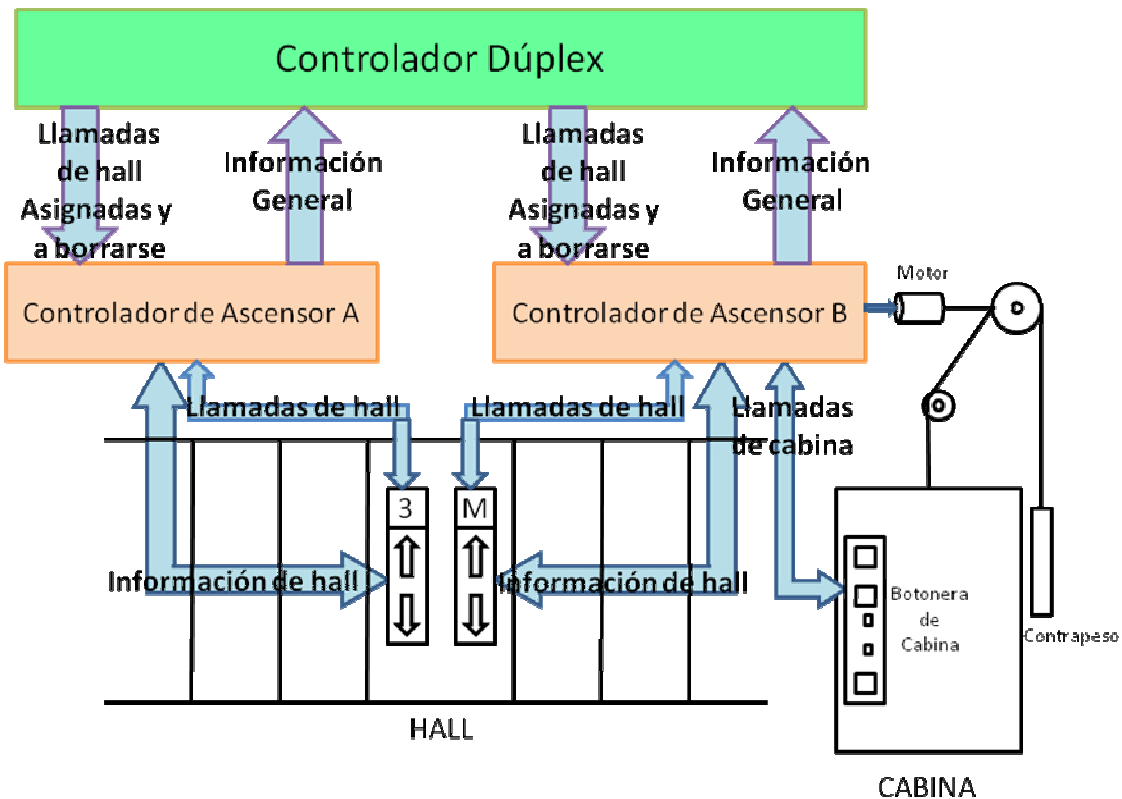 Controlador Dúplex
Llamadas
de hall
Asignadas y
a borrarse
Información
General
Llamadas
de hall
Asignadas y
a borrarse
Información
General
Controlador de Ascensor A
Controlador de Ascensor B
Motor
Llamadas de hall
Llamadas de hall
Llamadas
de cabina
3
M
Información de hall
Información de hall
Botonera
de
Cabina
Contrapeso
HALL
CABINA